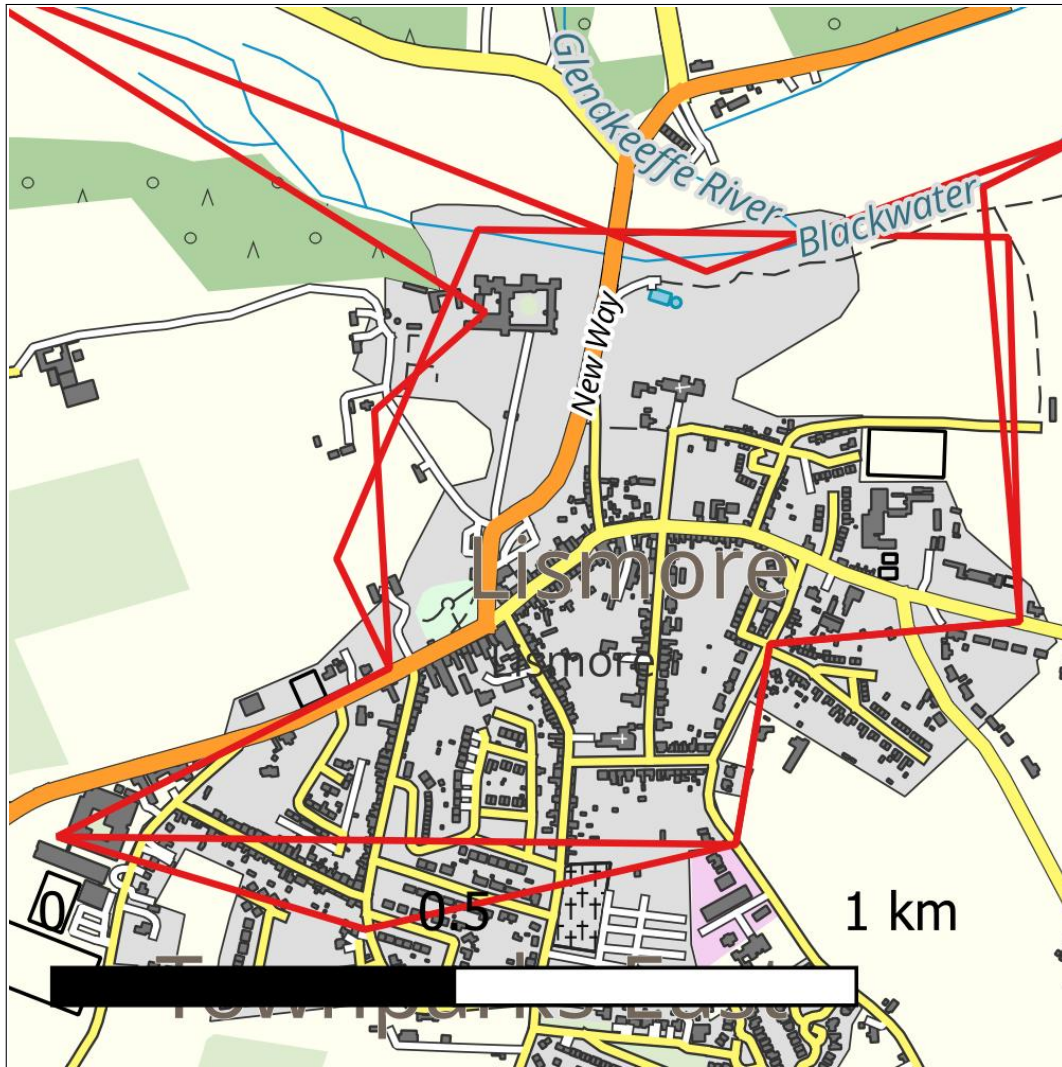 Glenakeeffe River
Blackwater
New Way
Lismore
Lismore
0
0.5
1 km
Townparks East